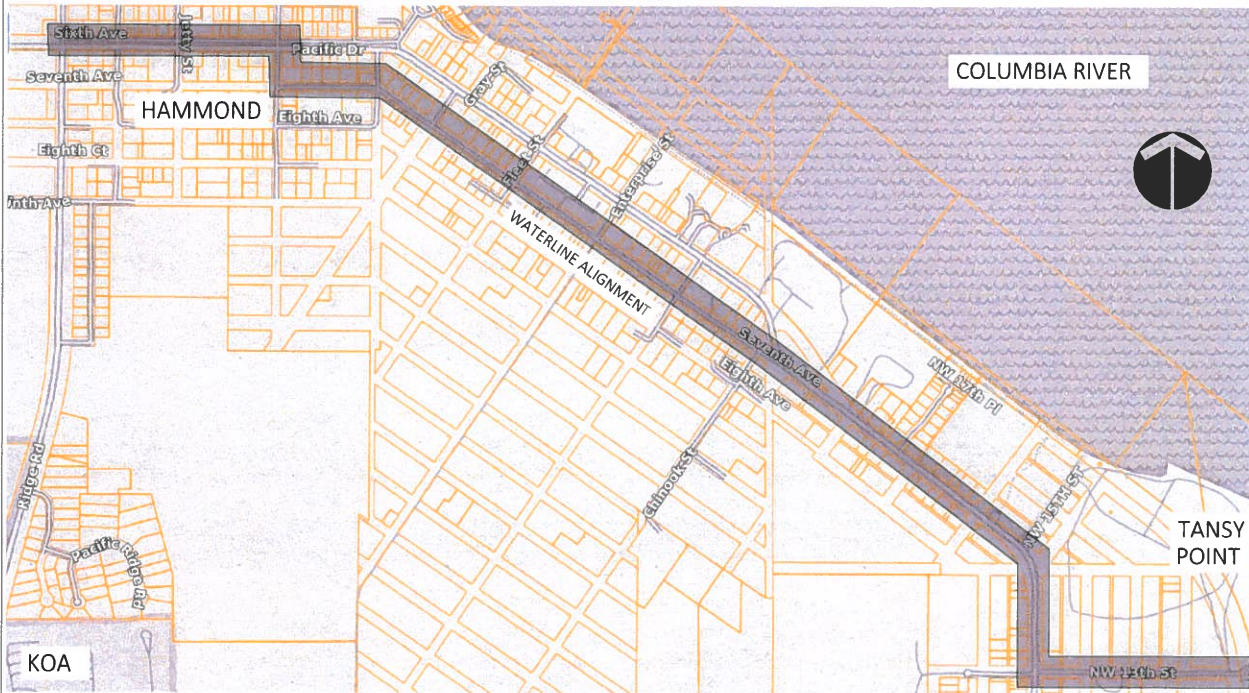 Sixth Ave
Jetty St
Pacific Dr
COLUMBIA RIVER
Seventh Ave
Gray St
HAMMOND
Eighth Ave
Eighth Ct
Fleet St
Enterprise St
inth Ave
WATERLINE ALIGNMENT
Seventh Ave
Eighth Ave
NW 17th Pl
Ridge Rd
Chinook St
NW 15TH ST
TANSY
POINT
Pacific Ridge Rd
KOA
NW 13th St